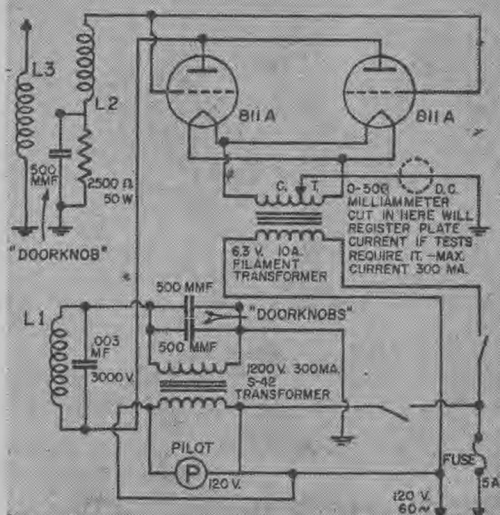 L3
L2
811A
811A
500
MMF
2500 Ω
50 W
"DOORKNOB"
C. T.
D.C.
0-500
MILLIAMMETER
CUT IN HERE WILL
REGISTER PLATE
CURRENT IF TESTS
REQUIRE IT. – MAX.
CURRENT 300 MA.
6.3 V. 10A.
FILAMENT
TRANSFORMER
L1
.003
MF
3000 V.
500 MMF
500 MMF
"DOORKNOBS"
1200 V. 300MA.
S-42
TRANSFORMER
PILOT
P
120 V.
FUSE
5A
120 V.
60~